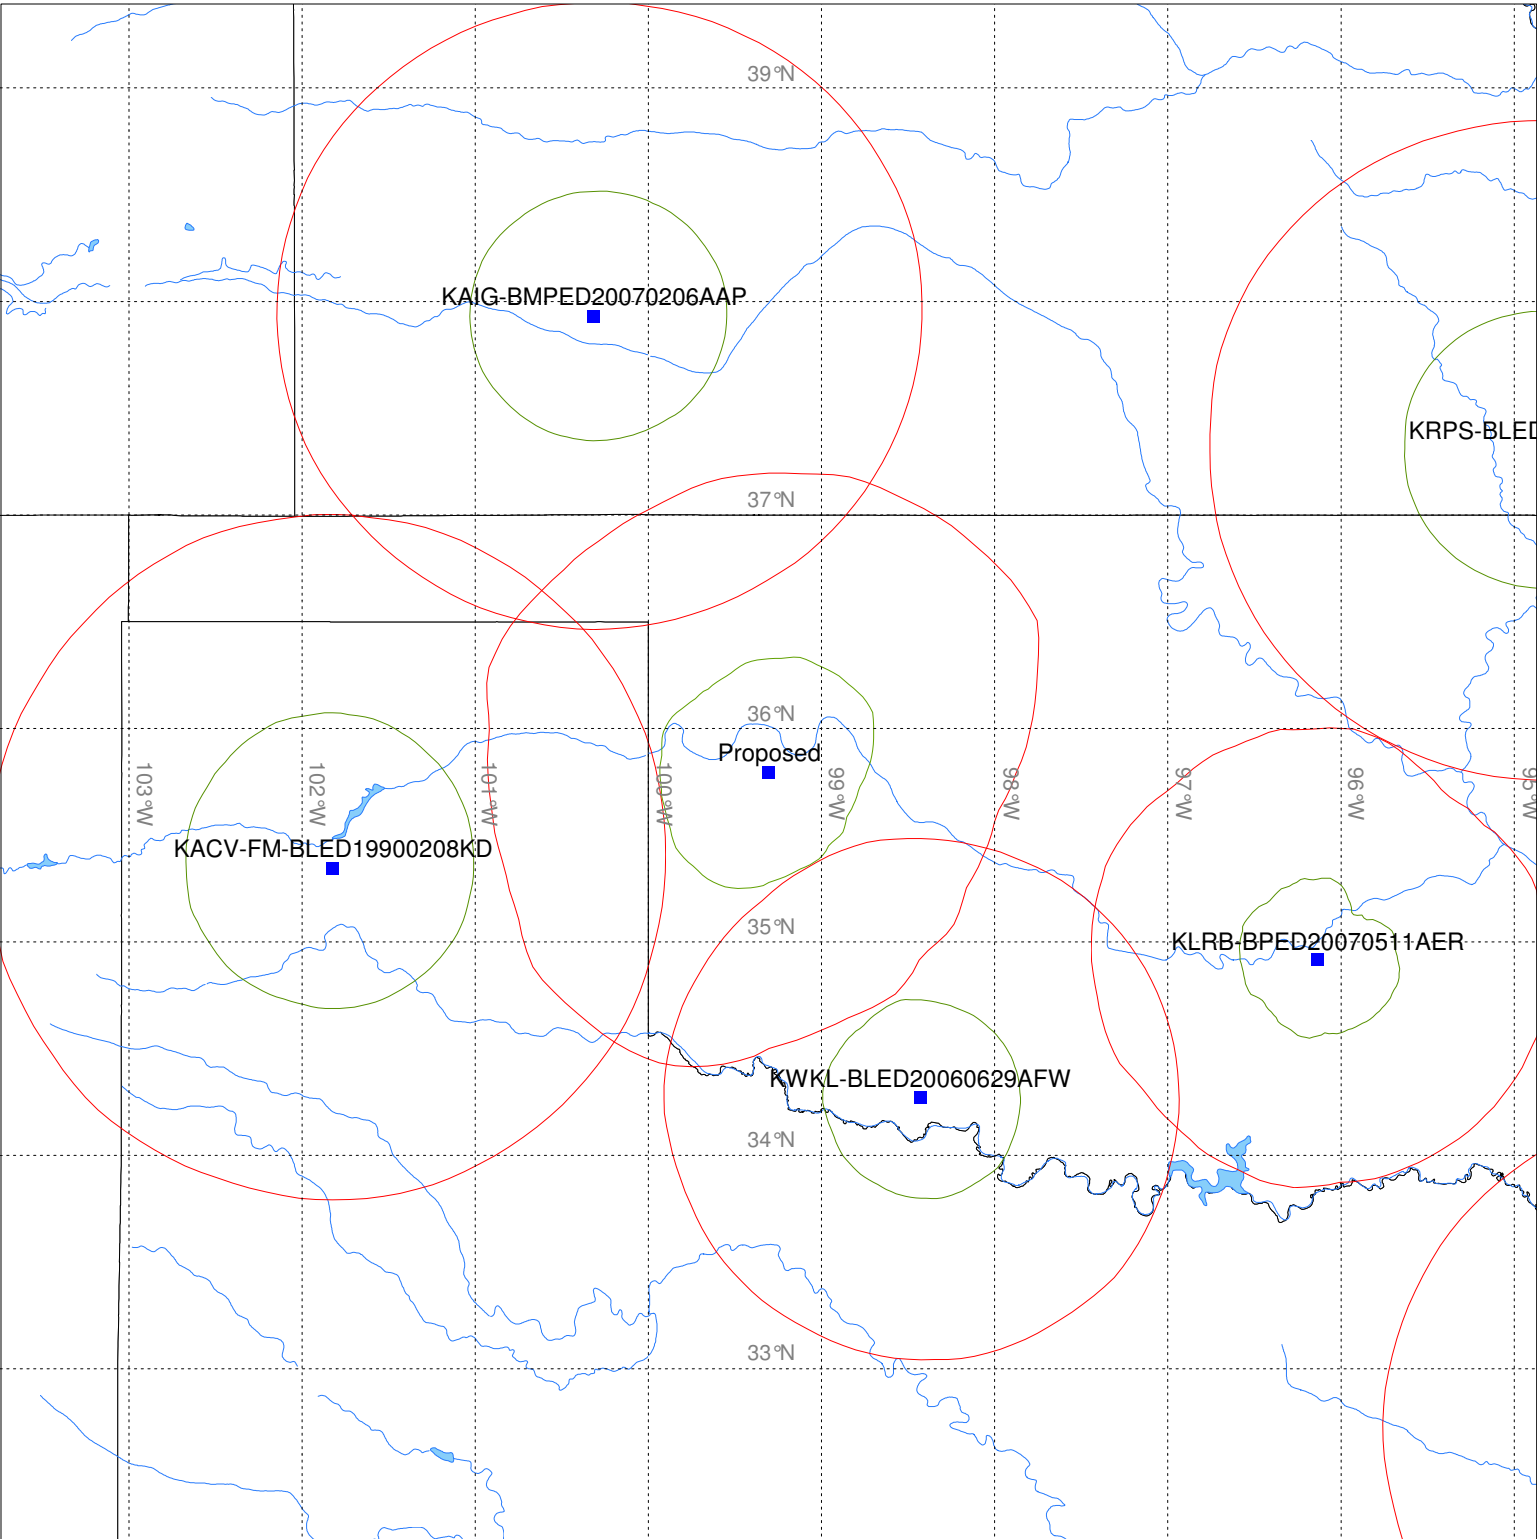 39°N
KAIG-BMPED20070206AAP
KRPS-BLED
37°N
36°N
Proposed
103°W
102°W
101°W
100°W
99°W
98°W
97°W
96°W
KACV-FM-BLED19900208KD
35°N
KLRB-BPED20070511AER
KWKL-BLED20060629AFW
34°N
33°N